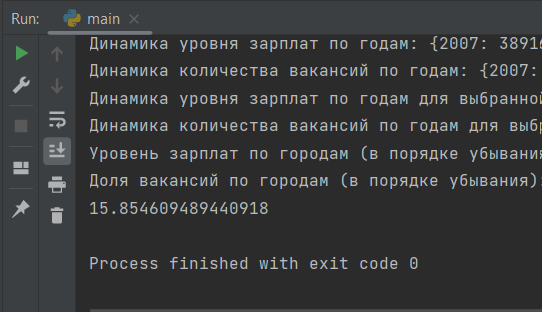 Run: main
Динамика уровня зарплат по годам: {2007: 38916
Динамика количества вакансий по годам: {2007:
Динамика уровня зарплат по годам для выбранной
Динамика количества вакансий по годам для выбр
Уровень зарплат по городам (в порядке убывания
Доля вакансий по городам (в порядке убывания):
15.854609489440918
Process finished with exit code 0